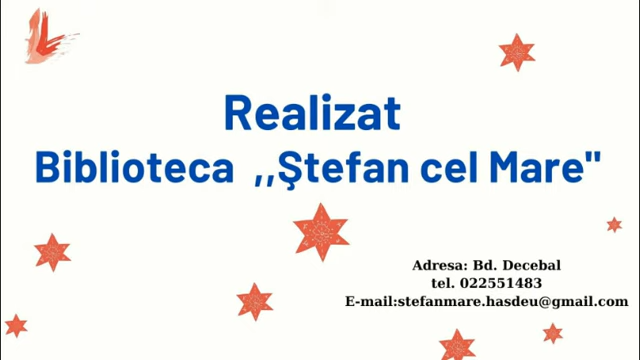 Realizat
Biblioteca ,,Ştefan cel Mare"
Adresa: Bd. Decebal
tel. 022551483
E-mail:stefanmare.hasdeu@gmail.com